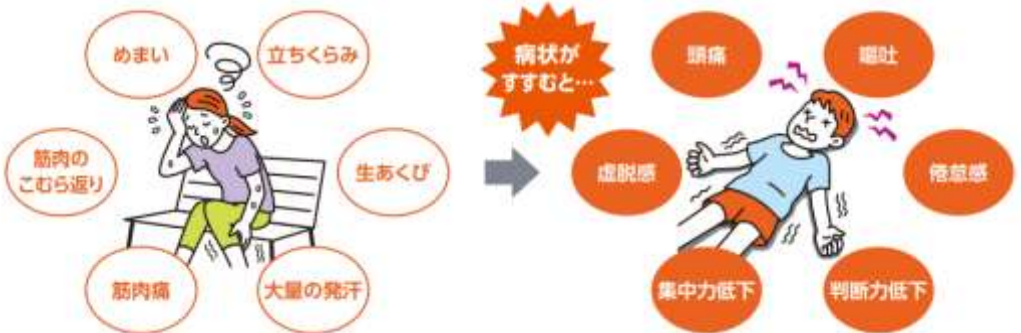 めまい
立ちくらみ
筋肉の
こむら返り
生あくび
筋肉痛
大量の発汗
病状が
すすむと…
頭痛
嘔吐
虚脱感
倦怠感
集中力低下
判断力低下